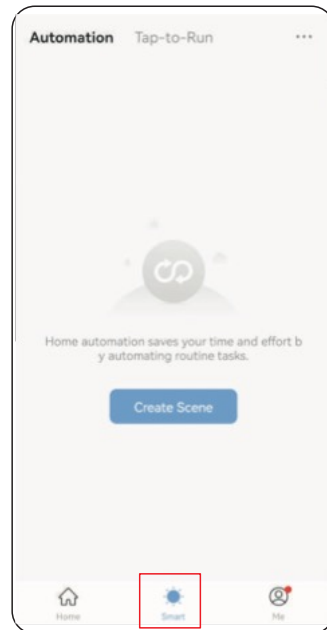 Automation Tap-to-Run ...
Home automation saves your time and effort b
y automating routine tasks.
Create Scene
Home Smart Me